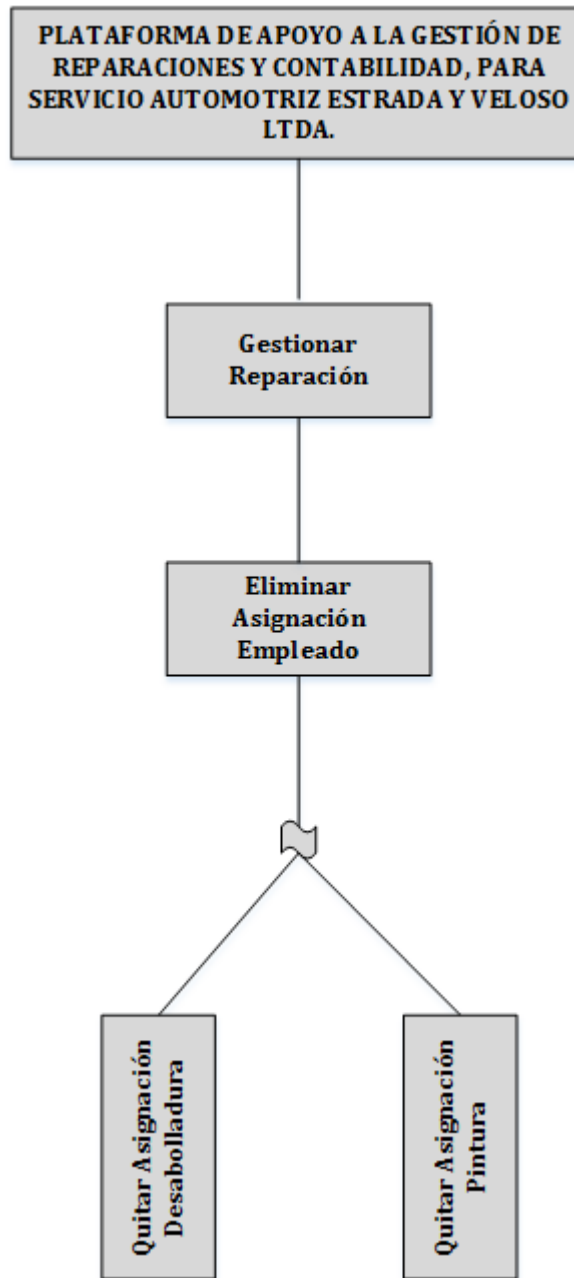 PLATAFORMA DE APOYO A LA GESTIÓN DE
REPARACIONES Y CONTABILIDAD, PARA
SERVICIO AUTOMOTRIZ ESTRADA Y VELOSO
LTDA.
Gestionar
Reparación
Eliminar
Asignación
Empleado
Quitar Asignación
Desabolladura
Quitar Asignación
Pintura